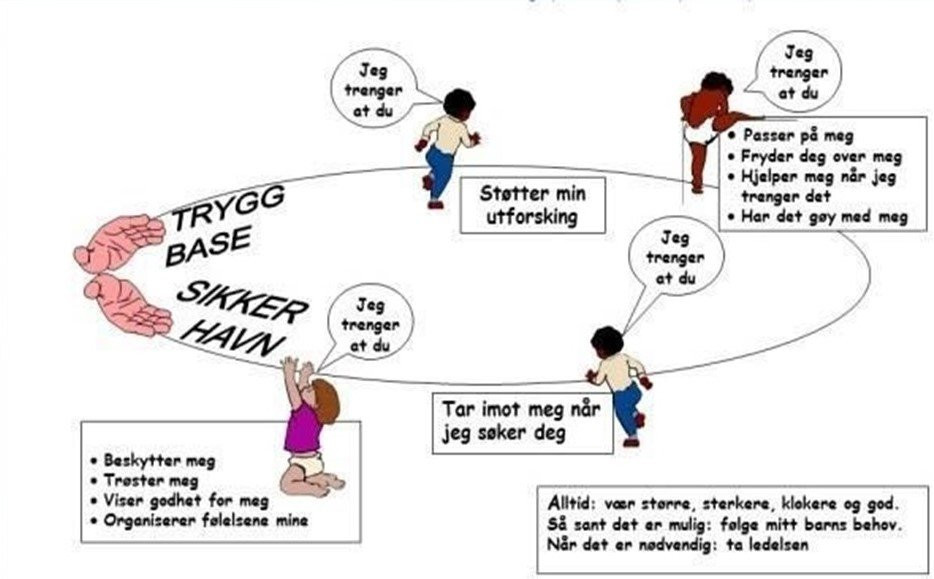 Jeg
trenger
at du
Støtter min
utforsking
Jeg
trenger
at du
• Passer på meg
• Fryder deg over meg
• Hjelper meg når jeg
trenger det
• Har det gøy med meg
TRYGG
BASE
SIKKER
HAVN
Jeg
trenger
at du
Tar imot meg når
jeg søker deg
Jeg
trenger
at du
• Beskytter meg
• Trøster meg
• Viser godhet for meg
• Organiserer følelsene mine
Alltid: vær større, sterkere, klokere og god.
Så sant det er mulig: følge mitt barns behov.
Når det er nødvendig: ta ledelsen